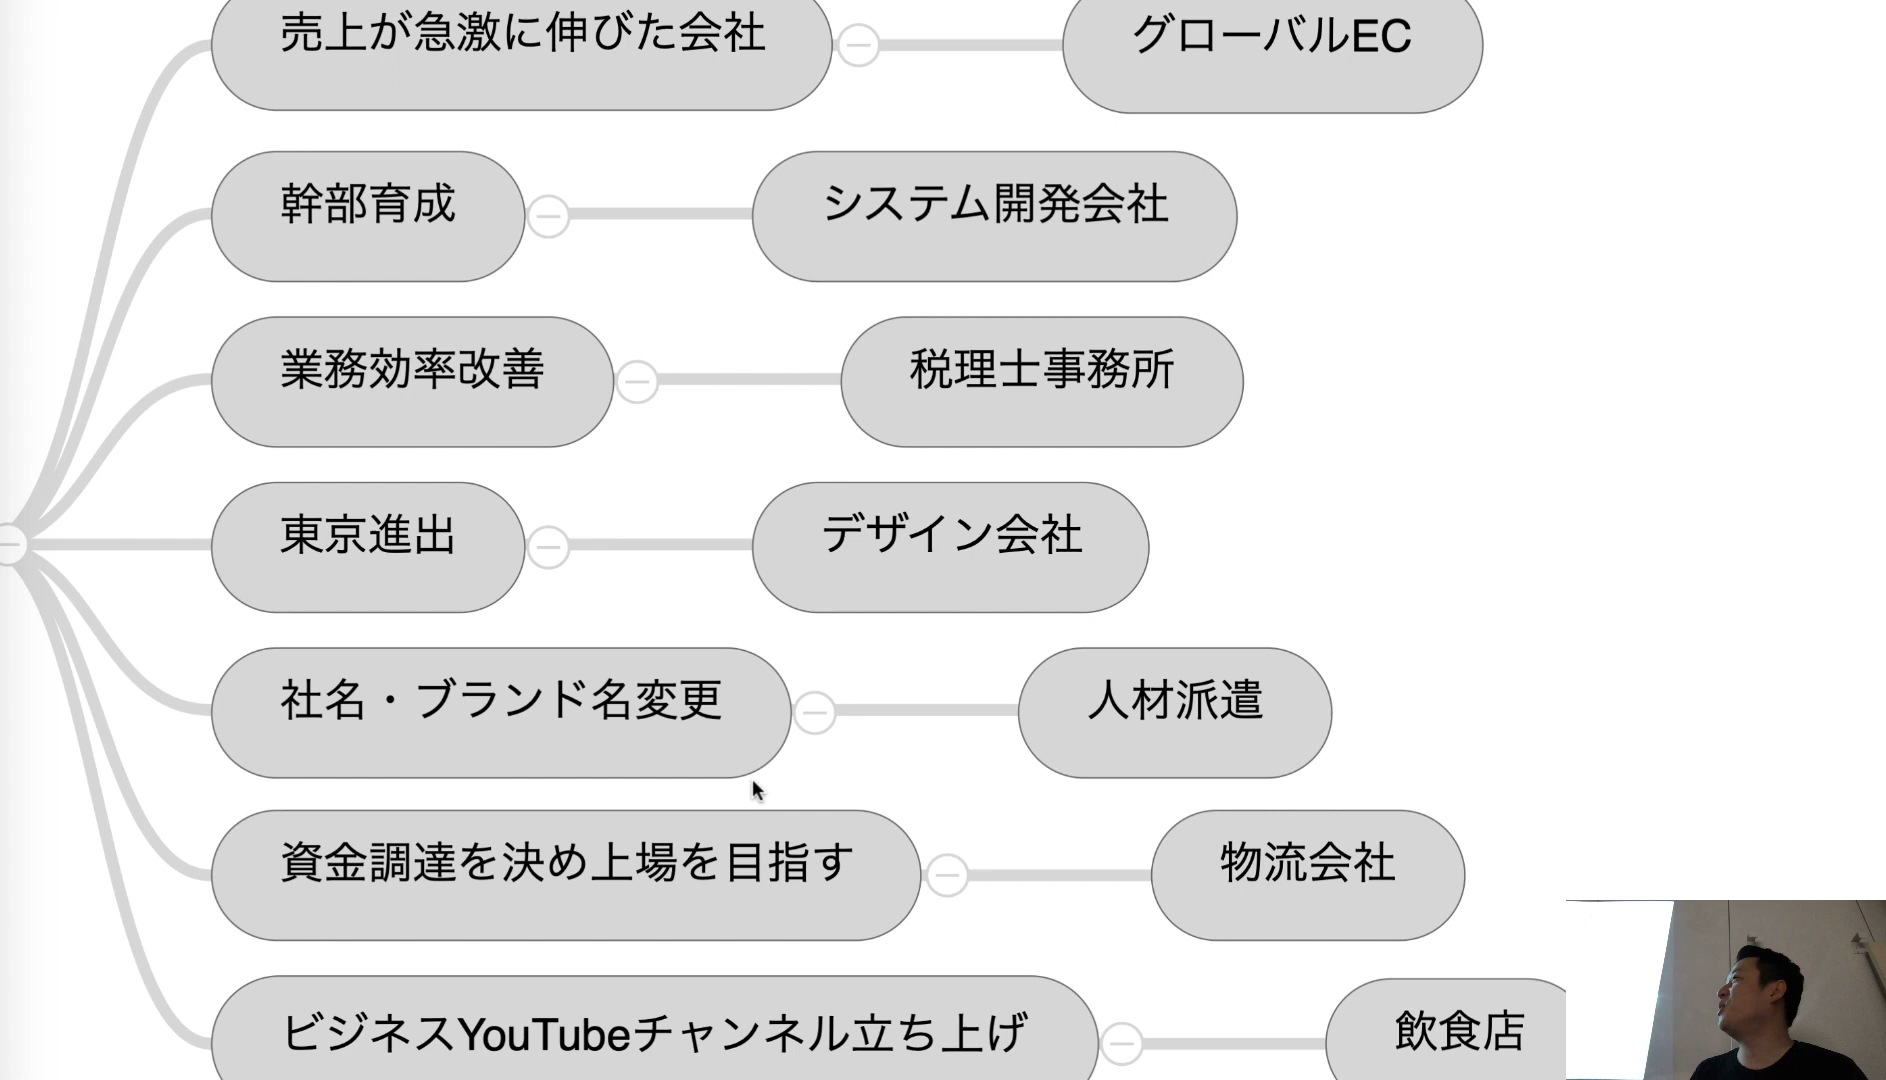 売上が急激に伸びた会社 グローバルEC
幹部育成 システム開発会社
業務効率改善 税理士事務所
東京進出 デザイン会社
社名・ブランド名変更 人材派遣
資金調達を決め上場を目指す 物流会社
ビジネスYouTubeチャンネル立ち上げ 飲食店